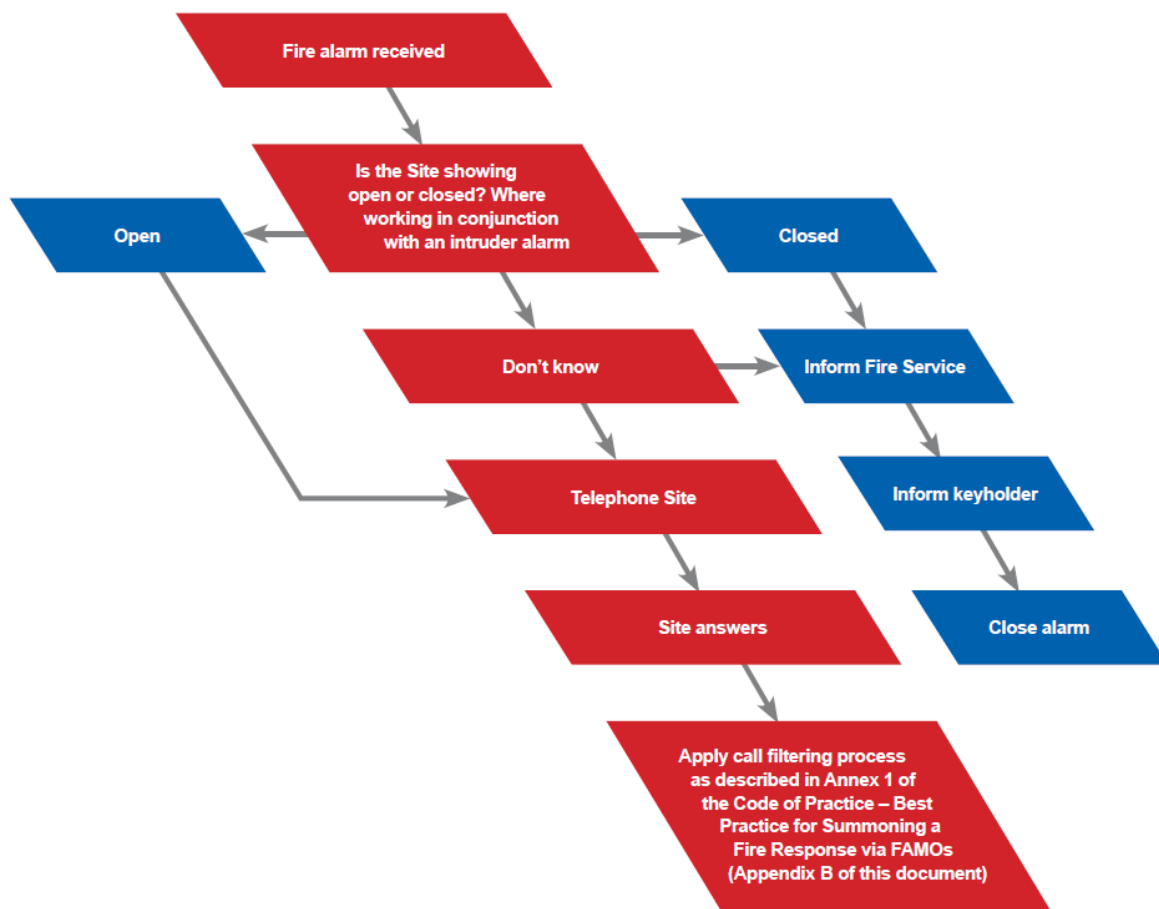 Fire alarm received
Is the Site showing
open or closed? Where
working in conjunction
with an intruder alarm
Open
Closed
Don’t know
Inform Fire Service
Telephone Site
Inform keyholder
Site answers
Close alarm
Apply call filtering process
as described in Annex 1 of
the Code of Practice – Best
Practice for Summoning a
Fire Response via FAMOs
(Appendix B of this document)